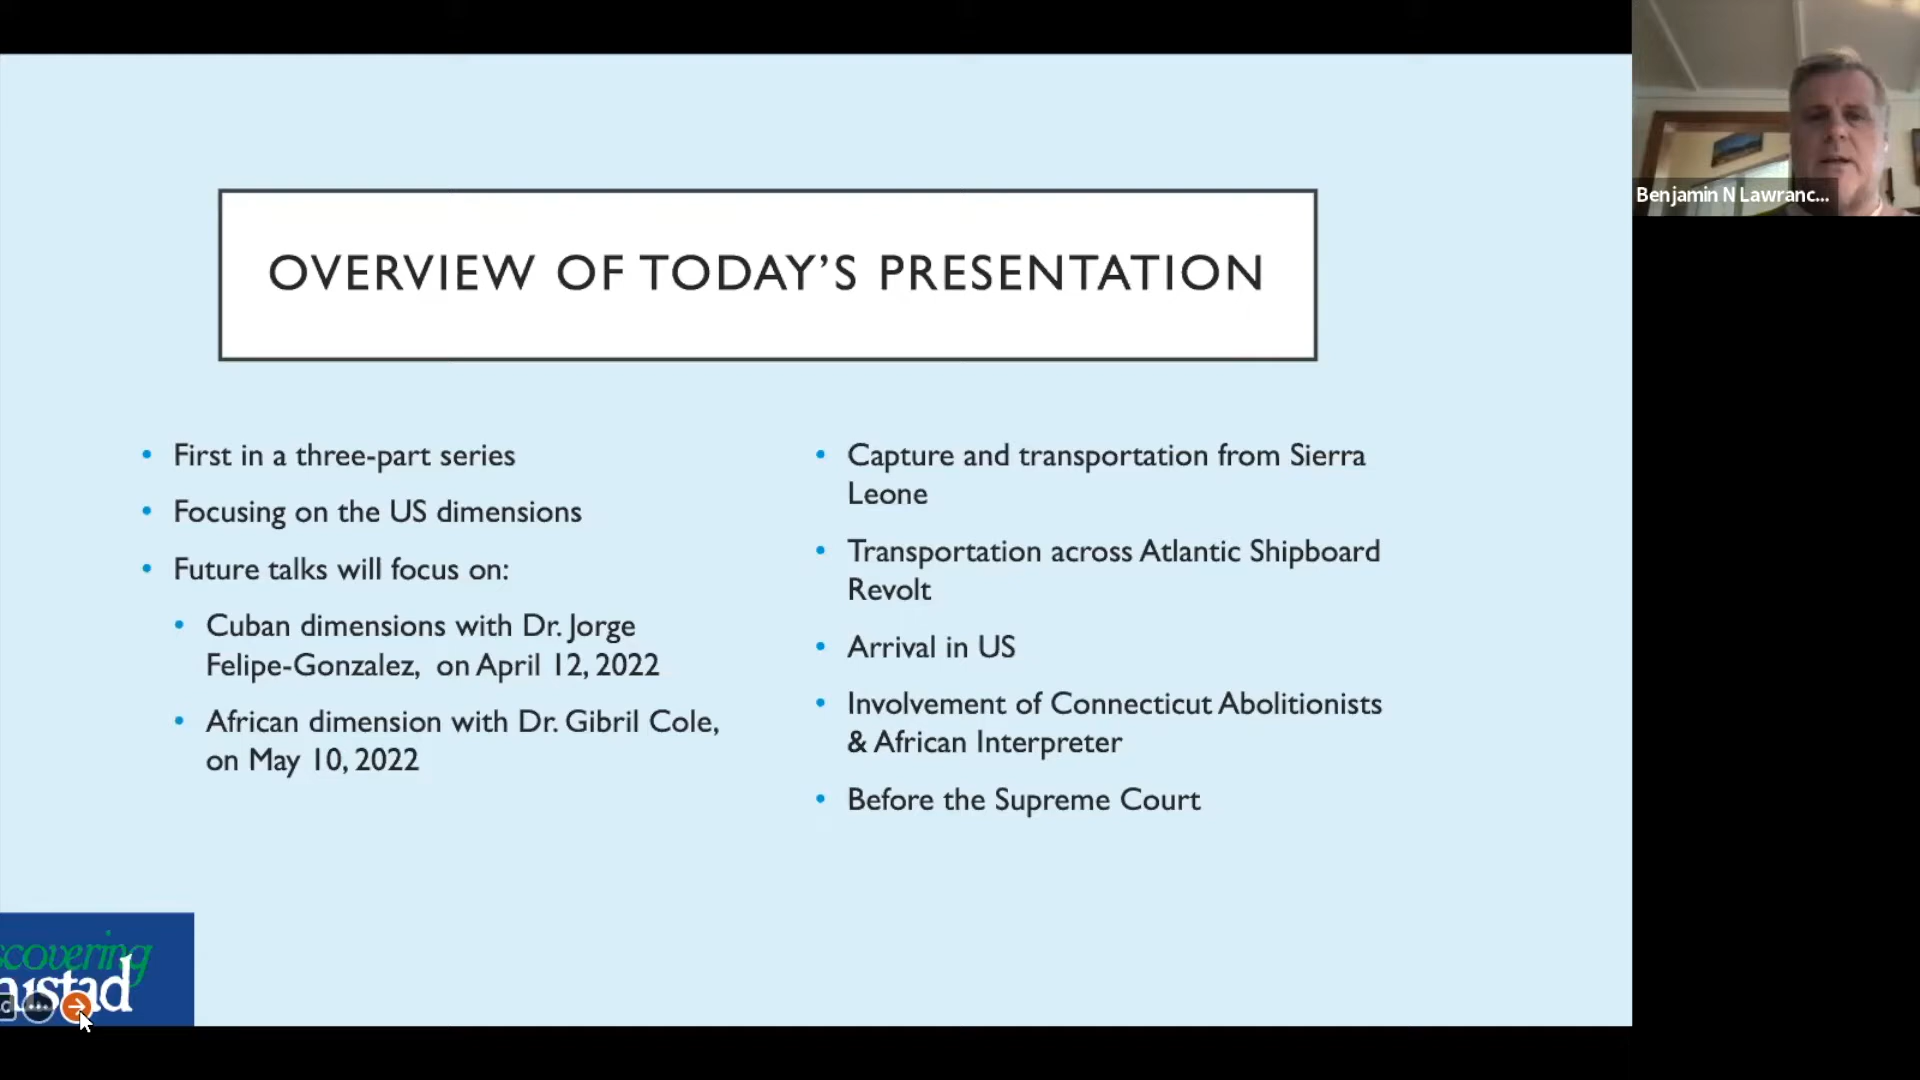 OVERVIEW OF TODAY’S PRESENTATION
• First in a three-part series
• Focusing on the US dimensions
• Future talks will focus on:
• Cuban dimensions with Dr. Jorge
Felipe-Gonzalez, on April 12, 2022
• African dimension with Dr. Gibril Cole,
on May 10, 2022
• Capture and transportation from Sierra
Leone
• Transportation across Atlantic Shipboard
Revolt
• Arrival in US
• Involvement of Connecticut Abolitionists
& African Interpreter
• Before the Supreme Court
scovering
mistad
Benjamin N Lawranc...